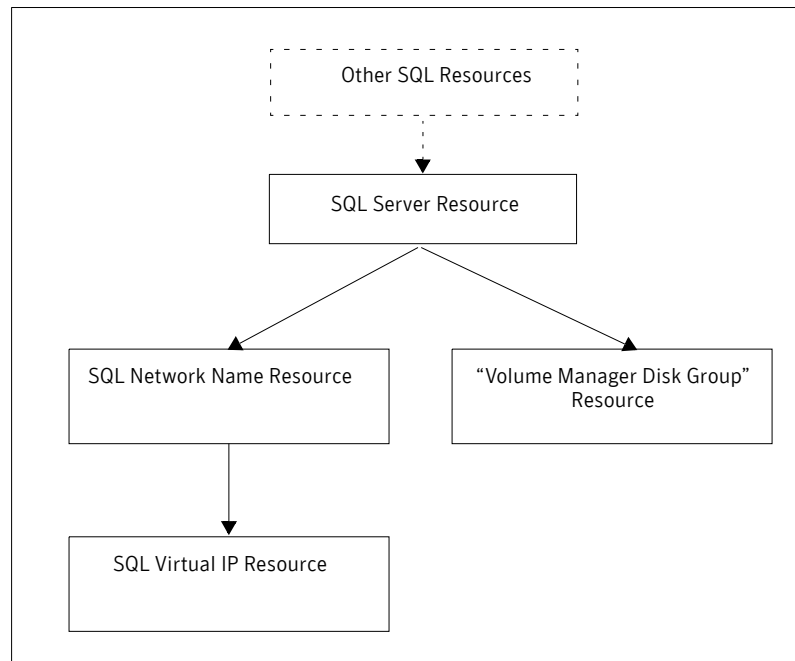 Other SQL Resources
SQL Server Resource
SQL Network Name Resource
“Volume Manager Disk Group”
Resource
SQL Virtual IP Resource